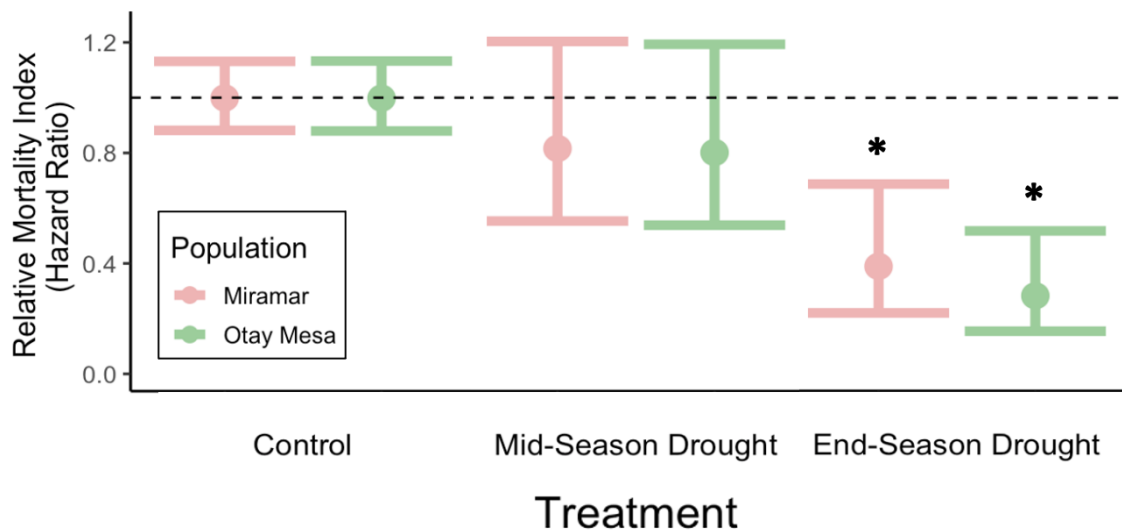 Relative Mortality Index
(Hazard Ratio)
1.2
0.8
0.4
0.0
*
*
Population
Miramar
Otay Mesa
Control
Mid-Season Drought
End-Season Drought
Treatment